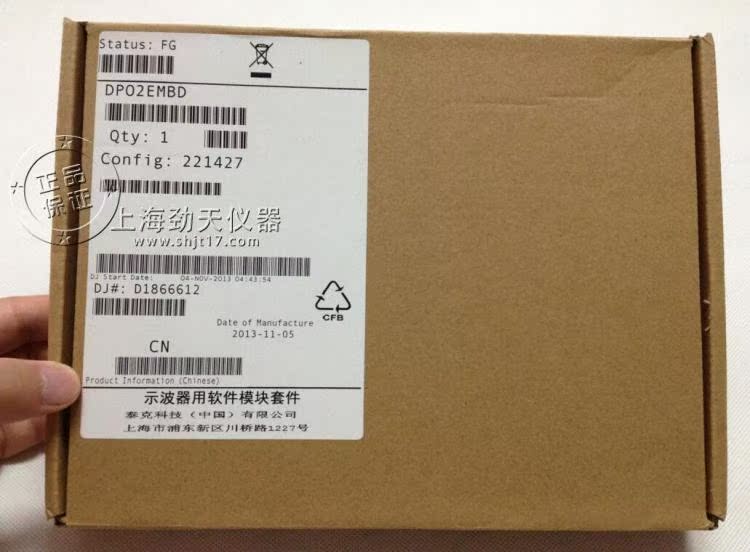 Status: FG
DPO2EMBD
Qty: 1
Config: 221427
正品
保证
上海劲天仪器
www.shjt17.com
DJ Start Date: 04-NOV-2013 04:43:54
DJ#: D1866612
CFB
Date of Manufacture
2013-11-05
CN
Product Information (Chinese)
示波器用软件模块套件
泰克科技（中国）有限公司
上海市浦东新区川桥路1227号